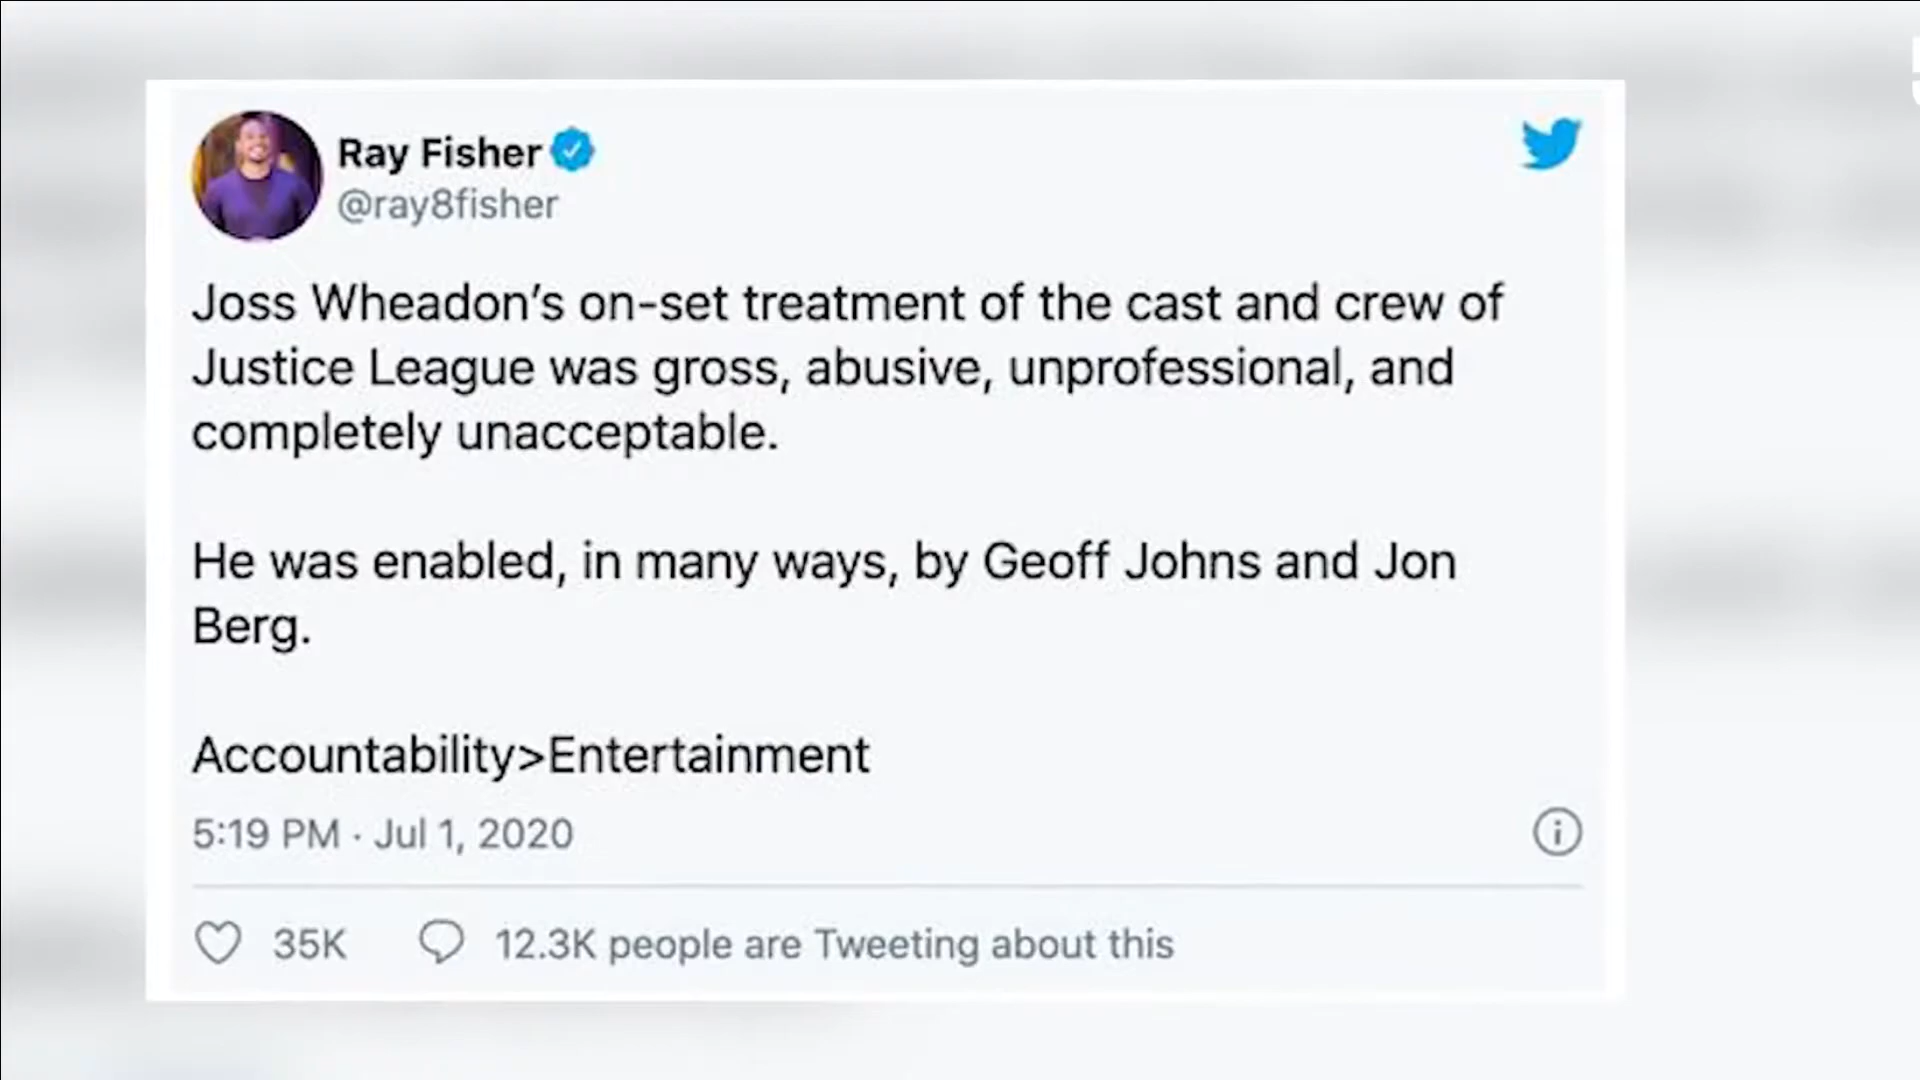 Ray Fisher
@ray8fisher
Joss Wheadon’s on-set treatment of the cast and crew of
Justice League was gross, abusive, unprofessional, and
completely unacceptable.
He was enabled, in many ways, by Geoff Johns and Jon
Berg.
Accountability>Entertainment
5:19 PM · Jul 1, 2020
35K 12.3K people are Tweeting about this